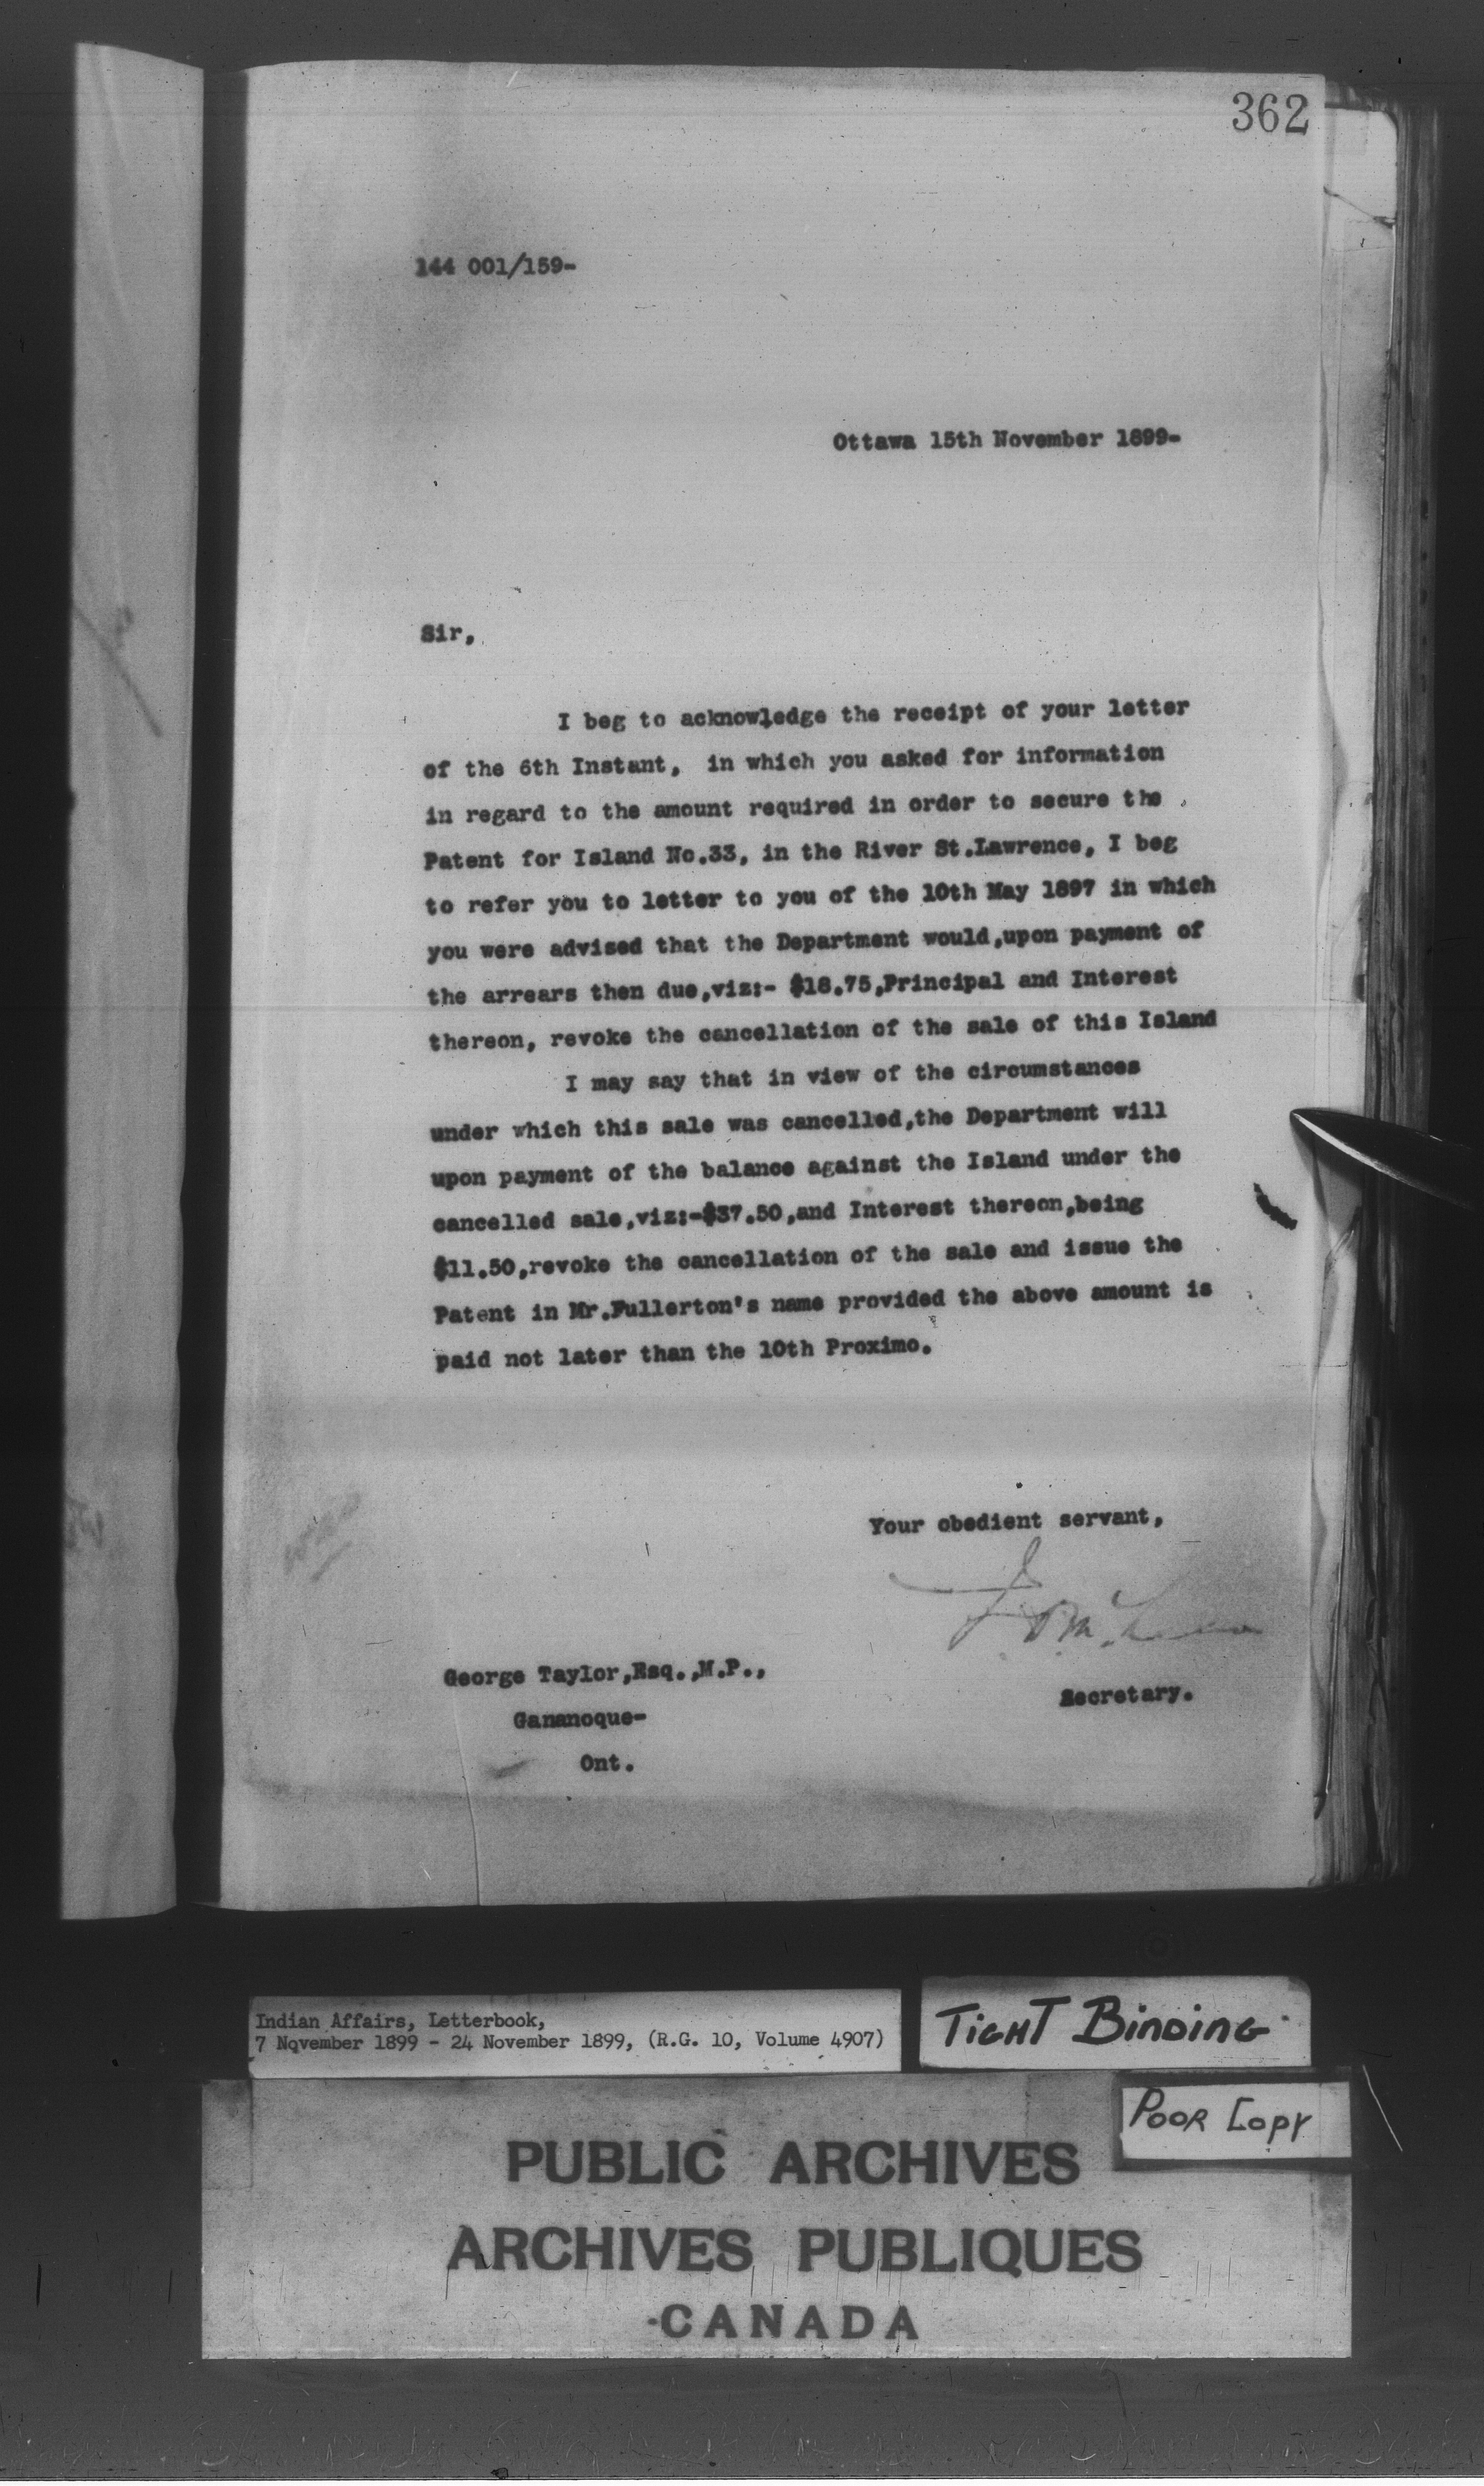 362
144 001/159-
Ottawa 15th November 1899-
Sir,
I beg to acknowledge the receipt of your letter
of the 6th Instant, in which you asked for information
in regard to the amount required in order to secure the
Patent for Island No.33, in the River St.Lawrence, I beg
to refer you to letter to you of the 10th May 1897 in which
you were advised that the Department would,upon payment of
the arrears then due,viz:- $18.75,Principal and Interest
thereon, revoke the cancellation of the sale of this Island
I may say that in view of the circumstances
under which this sale was cancelled,the Department will
upon payment of the balance against the Island under the
cancelled sale,viz:-$37.50,and Interest thereon,being
$11.50,revoke the cancellation of the sale and issue the
Patent in Mr.Fullerton's name provided the above amount is
paid not later than the 10th Proximo.
Your obedient servant,
Secretary.
George Taylor,Esq.,M.P.,
Gananoque-
Ont.
Indian Affairs, Letterbook,
7 November 1899 - 24 November 1899, (R.G. 10, Volume 4907)
TIGHT BINDING
POOR COPY
PUBLIC ARCHIVES
ARCHIVES PUBLIQUES
CANADA